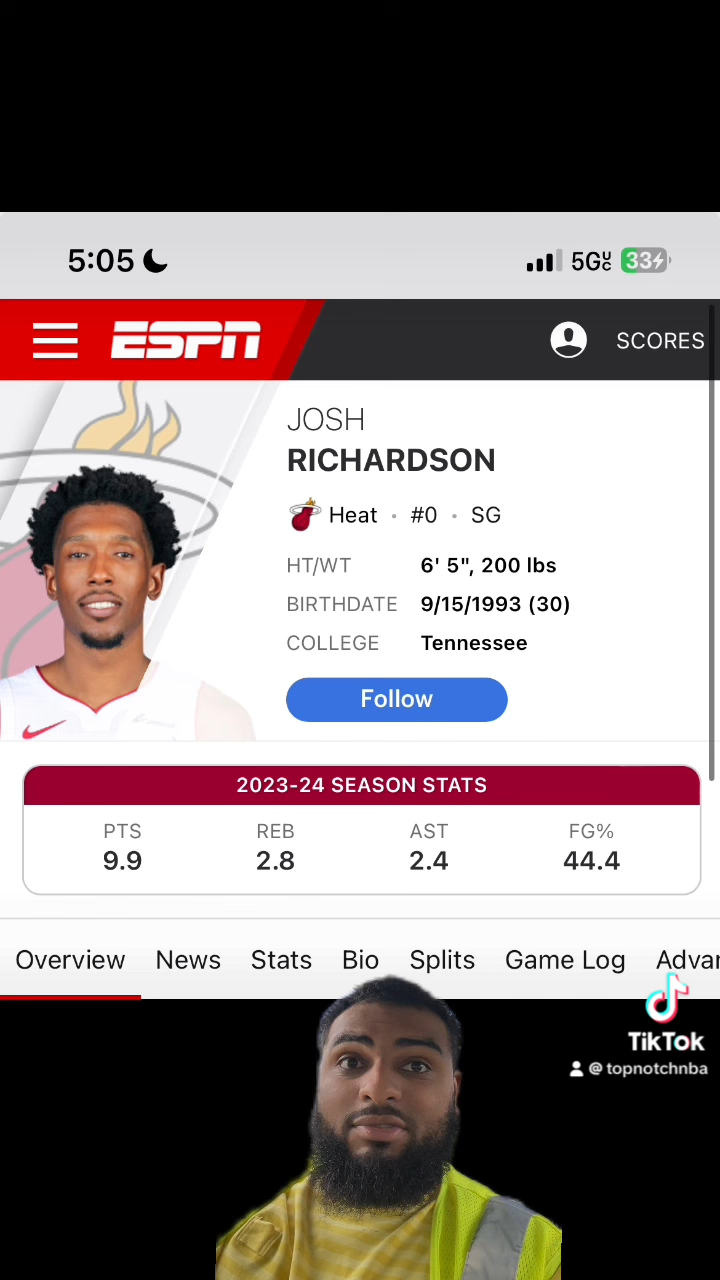 5:05
5G UC
33
ESPN
SCORES
JOSH
RICHARDSON
Heat • #0 • SG
HT/WT 6' 5", 200 lbs
BIRTHDATE 9/15/1993 (30)
COLLEGE Tennessee
Follow
2023-24 SEASON STATS
PTS REB AST FG%
9.9 2.8 2.4 44.4
Overview News Stats Bio Splits Game Log Advan
TikTok
@topnotchnba